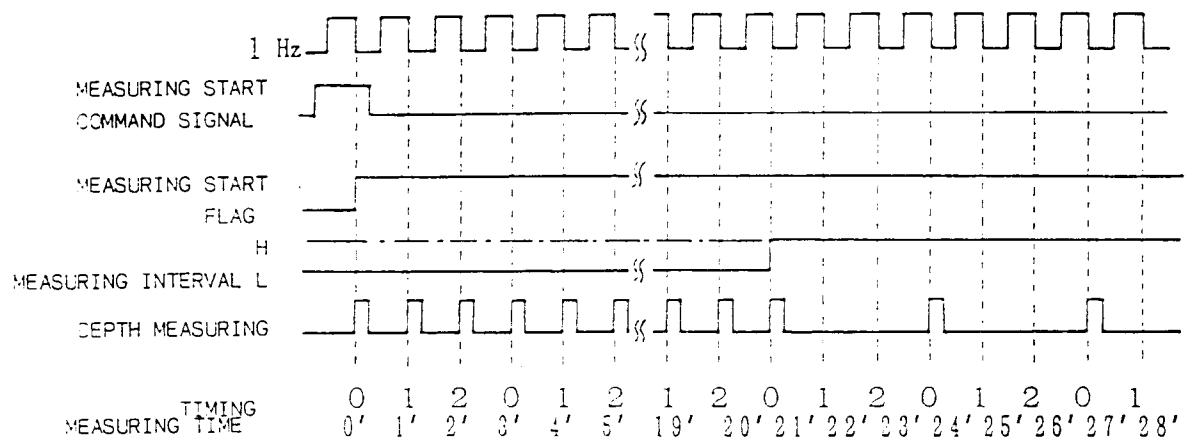 1 Hz
MEASURING START
COMMAND SIGNAL
MEASURING START
FLAG
H
MEASURING INTERVAL L
DEPTH MEASURING
TIMING 0 1 2 0 1 2 1 2 0 1 2 0 1 2 0 1
MEASURING TIME 0' 1' 2' 3' 4' 5' 19' 20' 21' 22' 23' 24' 25' 26' 27' 28'